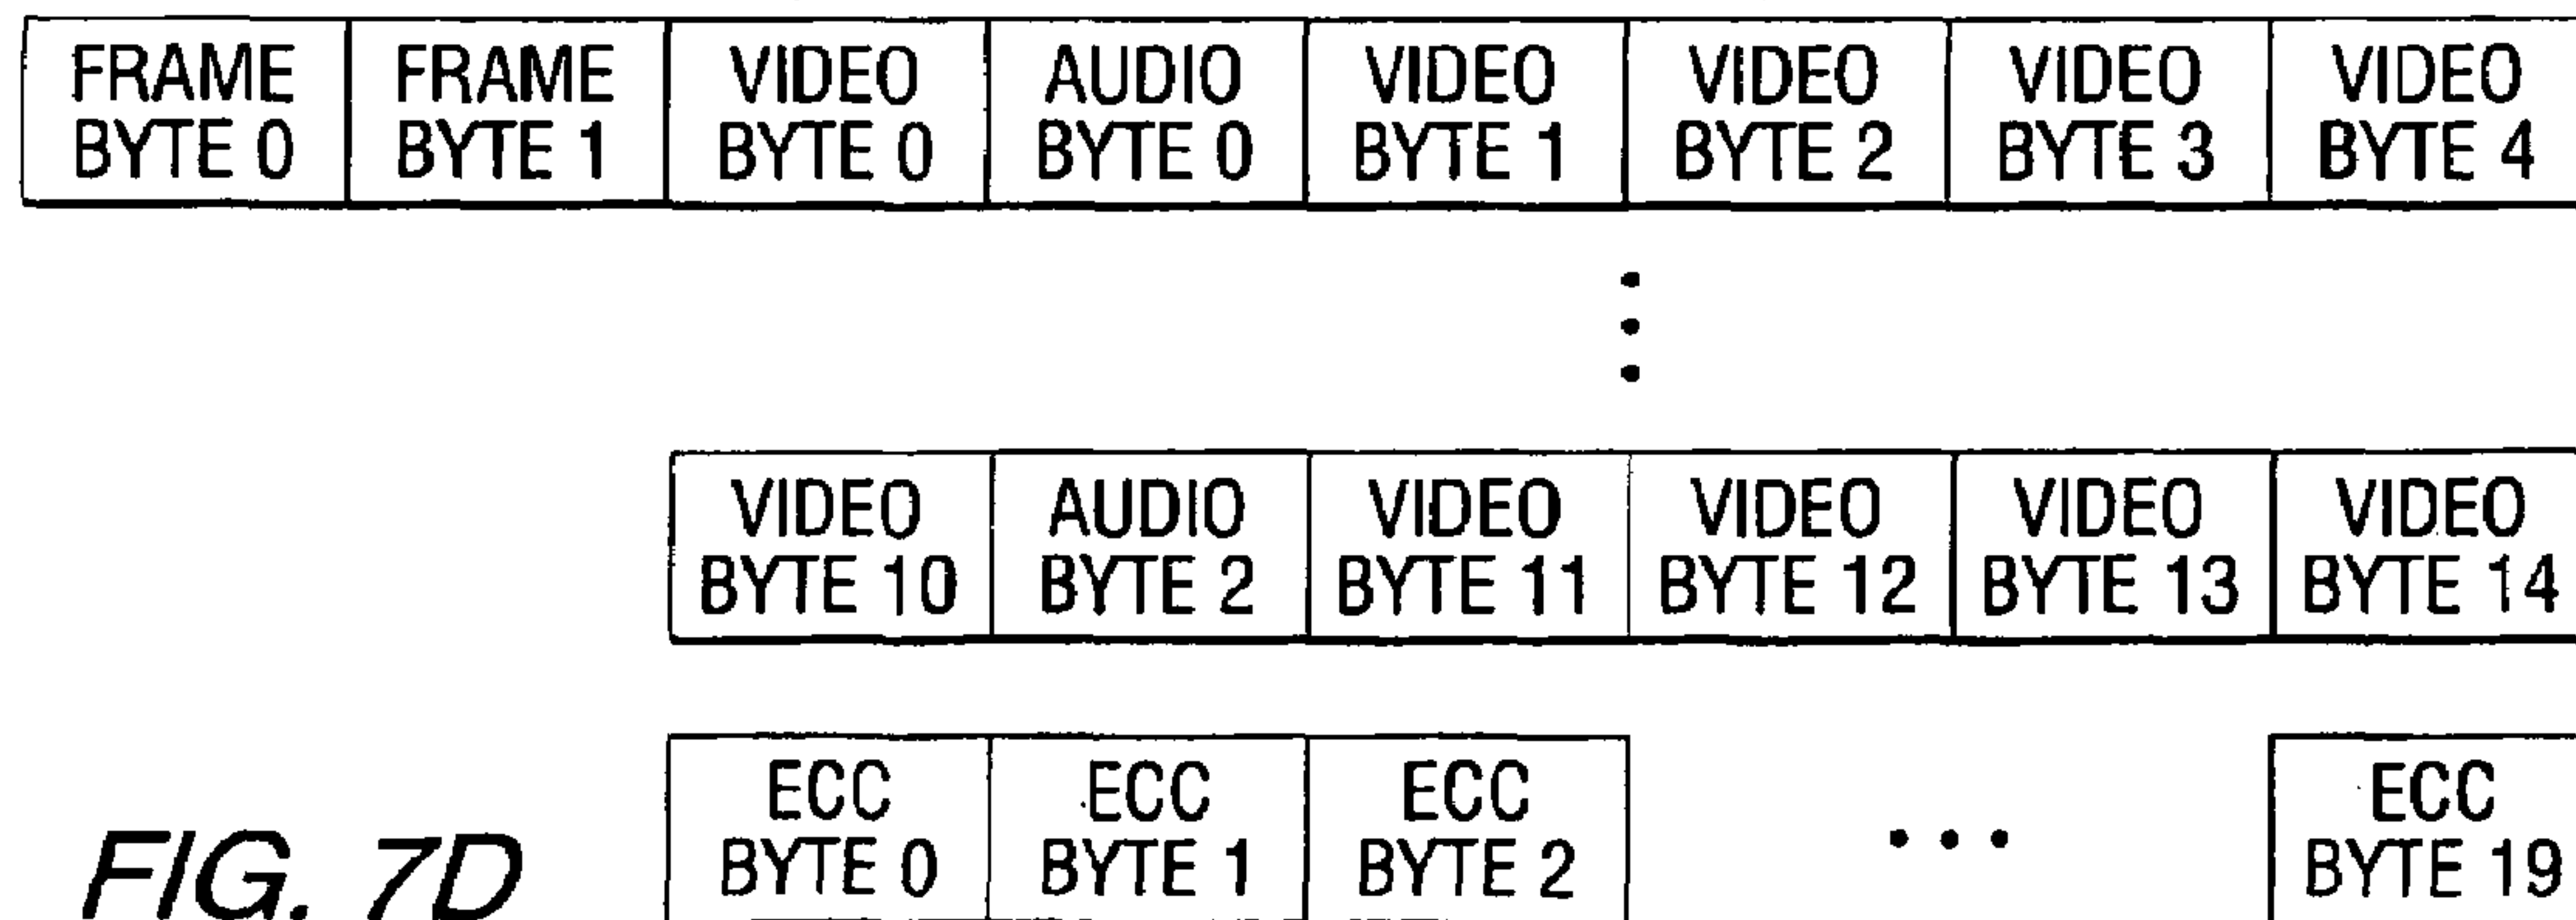 FRAME FRAME VIDEO AUDIO VIDEO VIDEO VIDEO VIDEO
BYTE 0 BYTE 1 BYTE 0 BYTE 0 BYTE 1 BYTE 2 BYTE 3 BYTE 4
VIDEO AUDIO VIDEO VIDEO VIDEO VIDEO
BYTE 10 BYTE 2 BYTE 11 BYTE 12 BYTE 13 BYTE 14
ECC ECC ECC ... ECC
BYTE 0 BYTE 1 BYTE 2 BYTE 19
FIG. 7D